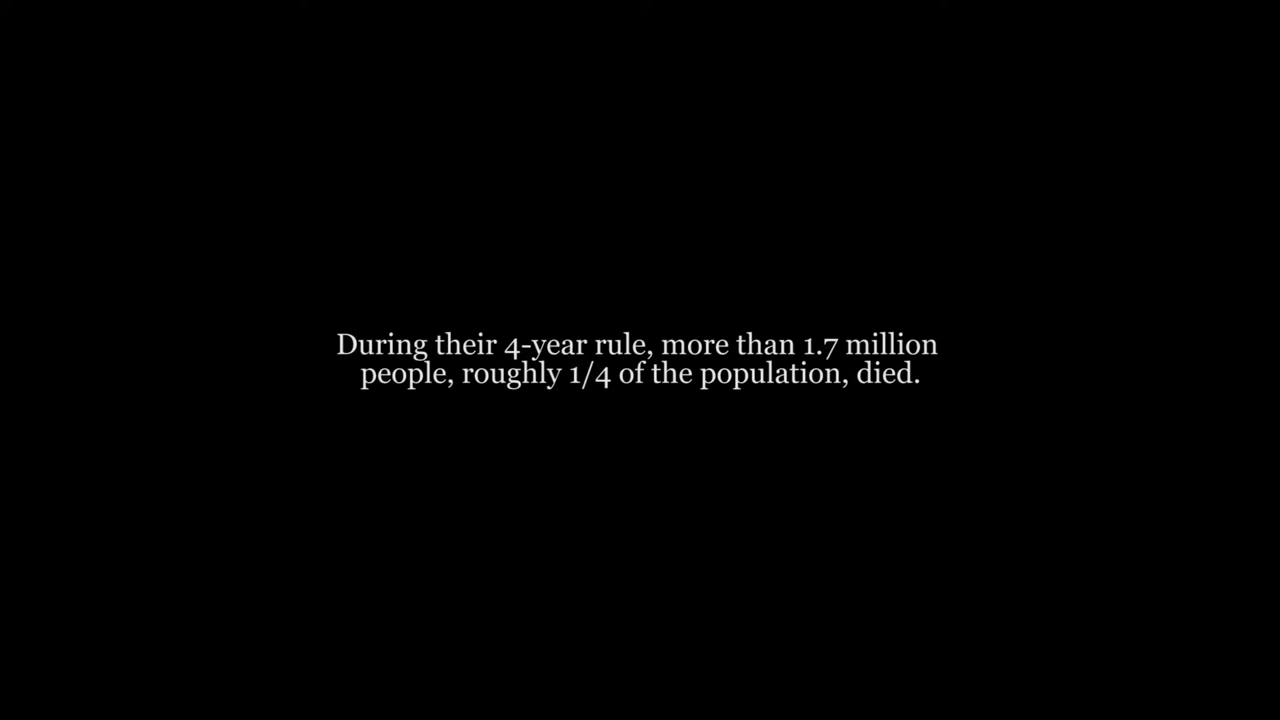 During their 4-year rule, more than 1.7 million
people, roughly 1/4 of the population, died.